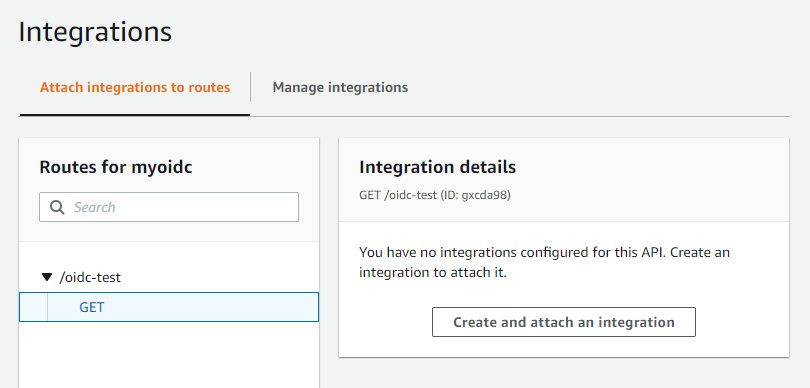 Integrations
Attach integrations to routes
Manage integrations
Routes for myoidc
Search
/oidc-test
GET
Integration details
GET /oidc-test (ID: gxcda98)
You have no integrations configured for this API. Create an
integration to attach it.
Create and attach an integration